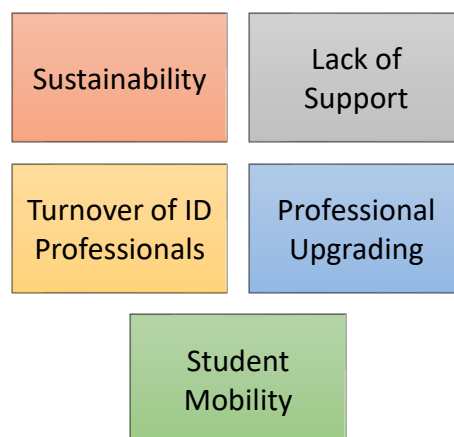 Sustainability
Lack of
Support
Turnover of ID
Professionals
Professional
Upgrading
Student
Mobility